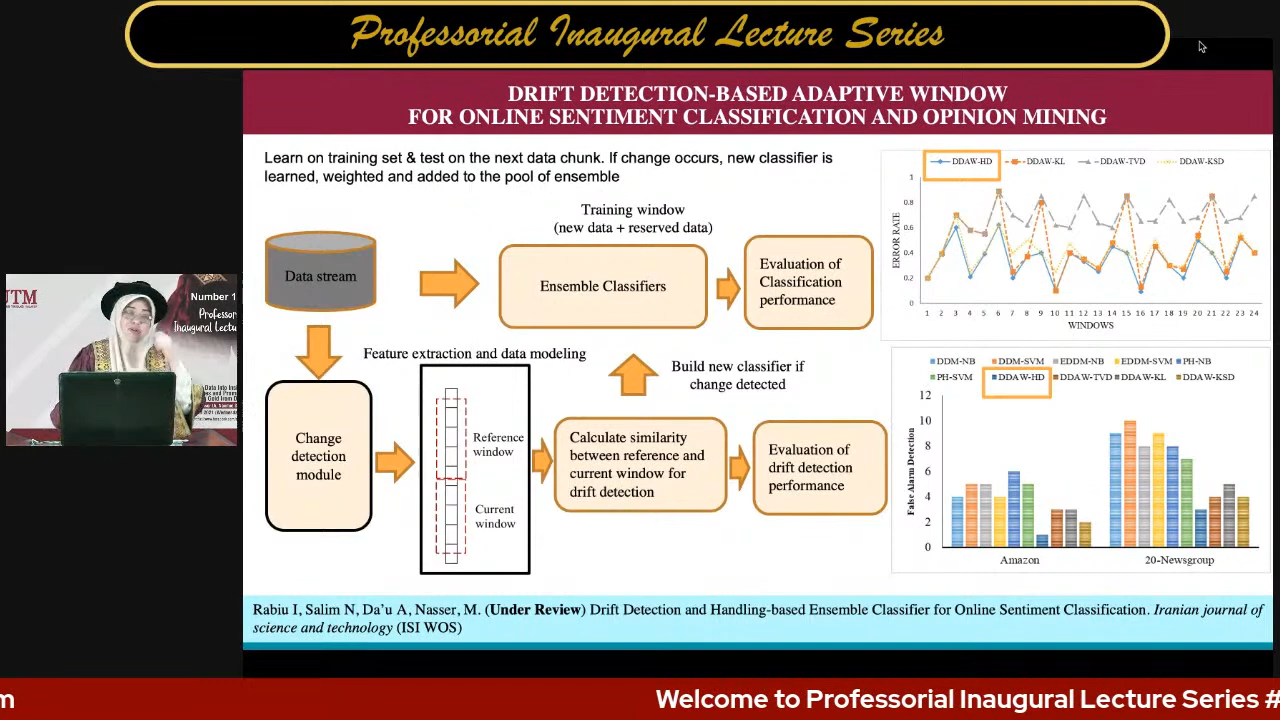 Professorial Inaugural Lecture Series
DRIFT DETECTION-BASED ADAPTIVE WINDOW
FOR ONLINE SENTIMENT CLASSIFICATION AND OPINION MINING
Learn on training set & test on the next data chunk. If change occurs, new classifier is
learned, weighted and added to the pool of ensemble
Training window
(new data + reserved data)
Data stream
Ensemble Classifiers
Evaluation of
Classification
performance
Feature extraction and data modeling
Build new classifier if
change detected
Change
detection
module
Reference
window
Current
window
Calculate similarity
between reference and
current window for
drift detection
Evaluation of
drift detection
performance
DDAW-HD DDAW-KL DDAW-TVD DDAW-KSD
ERROR RATE
1
0.8
0.6
0.4
0.2
0
1 2 3 4 5 6 7 8 9 10 11 12 13 14 15 16 17 18 19 20 21 22 23 24
WINDOWS
DDM-NB DDM-SVM EDDM-NB EDDM-SVM PH-NB
PH-SVM DDAW-HD DDAW-TVD DDAW-KL DDAW-KSD
False Alarm Detection
12
10
8
6
4
2
0
Amazon 20-Newsgroup
Rabiu I, Salim N, Da'u A, Nasser, M. (Under Review) Drift Detection and Handling-based Ensemble Classifier for Online Sentiment Classification. Iranian journal of
science and technology (ISI WOS)
UTM
Number 1
Professor
Inaugural Lectu
m Welcome to Professorial Inaugural Lecture Series #